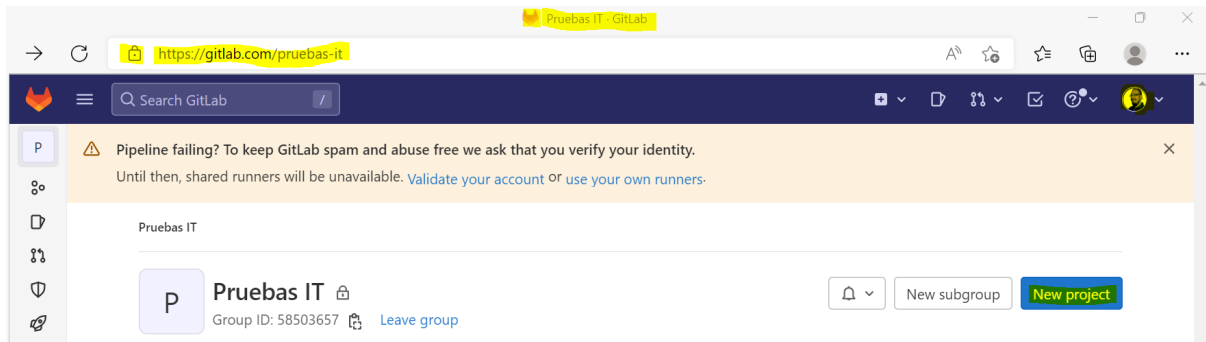 Pruebas IT - GitLab
https://gitlab.com/pruebas-it
Search GitLab /
P
Pipeline failing? To keep GitLab spam and abuse free we ask that you verify your identity.
Until then, shared runners will be unavailable. Validate your account or use your own runners.
Pruebas IT
P
Pruebas IT
New subgroup
New project
Group ID: 58503657
Leave group